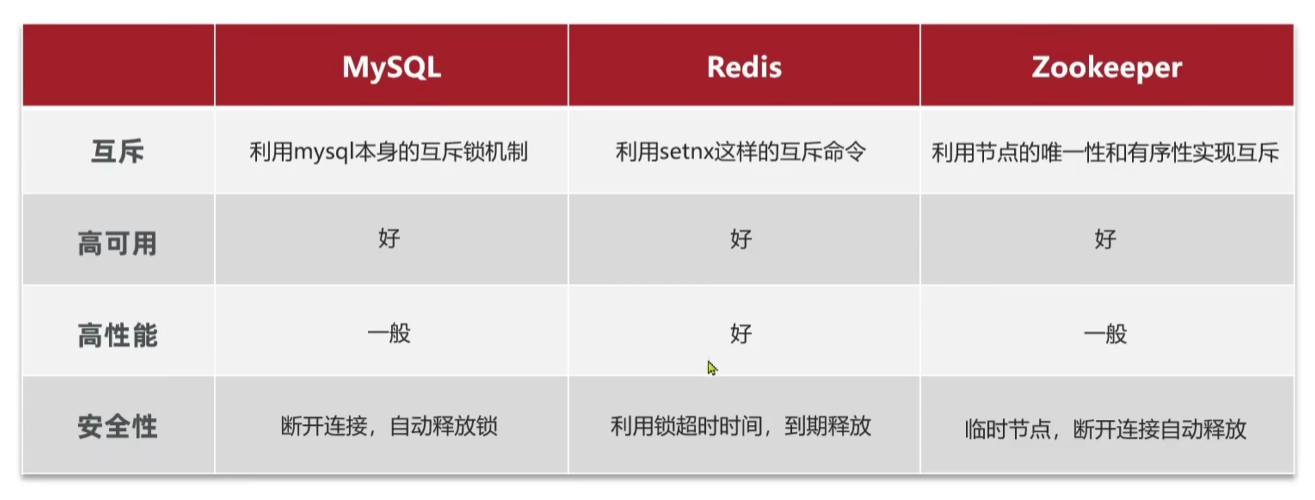 MySQL Redis Zookeeper
互斥 利用mysql本身的互斥锁机制 利用setnx这样的互斥命令 利用节点的唯一性和有序性实现互斥
高可用 好 好 好
高性能 一般 好 一般
安全性 断开连接，自动释放锁 利用锁超时时间，到期释放 临时节点，断开连接自动释放